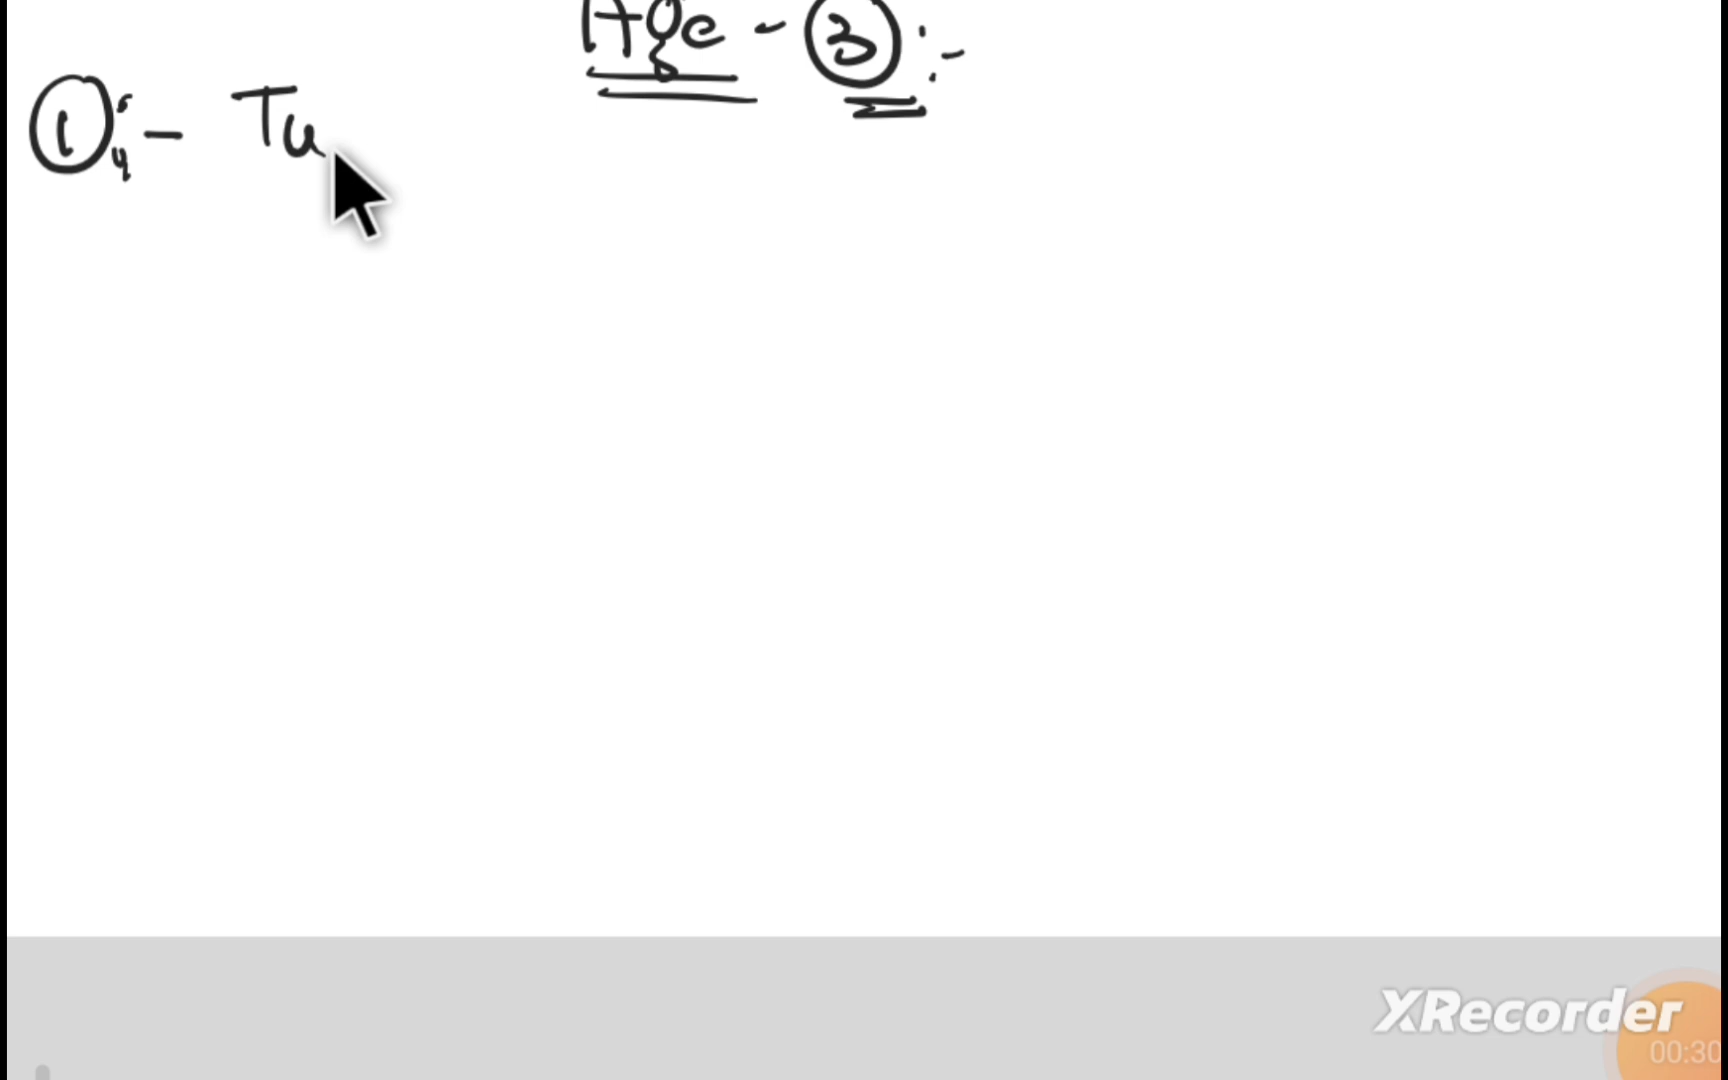 Age - ③ :-
①:- Tu
XRecorder
00:30